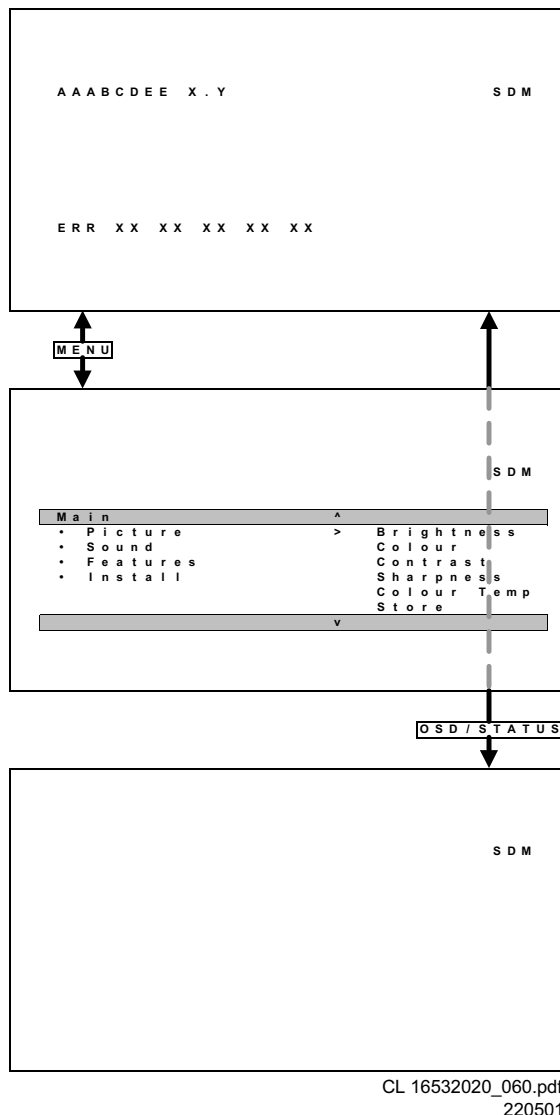 AAABCDEE X.Y SDM
ERR XX XX XX XX XX
MENU
SDM
Main ^
• Picture > Brightness
• Sound Colour
• Features Contrast
• Install Sharpness
Colour Temp
Store
v
OSD/STATUS
SDM
CL 16532020_060.pdf
220501